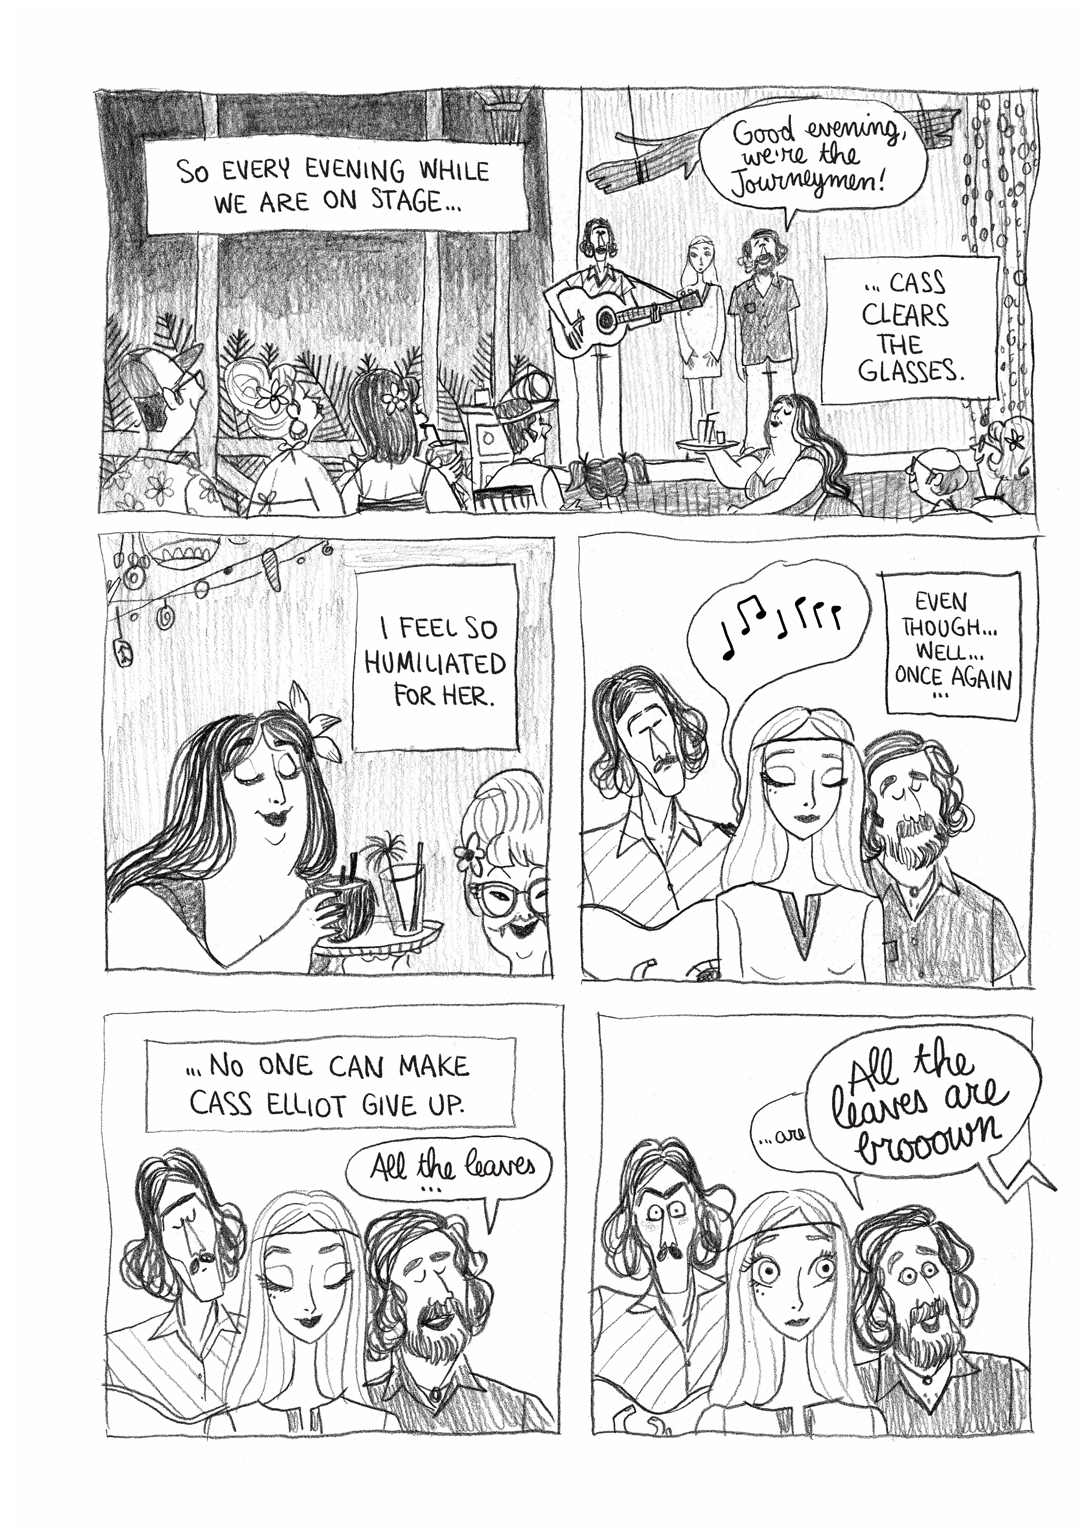 SO EVERY EVENING WHILE
WE ARE ON STAGE...
Good evening,
we're the
Journeymen!
... CASS
CLEARS
THE
GLASSES.
I FEEL SO
HUMILIATED
FOR HER.
EVEN
THOUGH...
WELL...
ONCE AGAIN
...
... NO ONE CAN MAKE
CASS ELLIOT GIVE UP.
All the leaves
...
... are
All the
leaves are
brooown